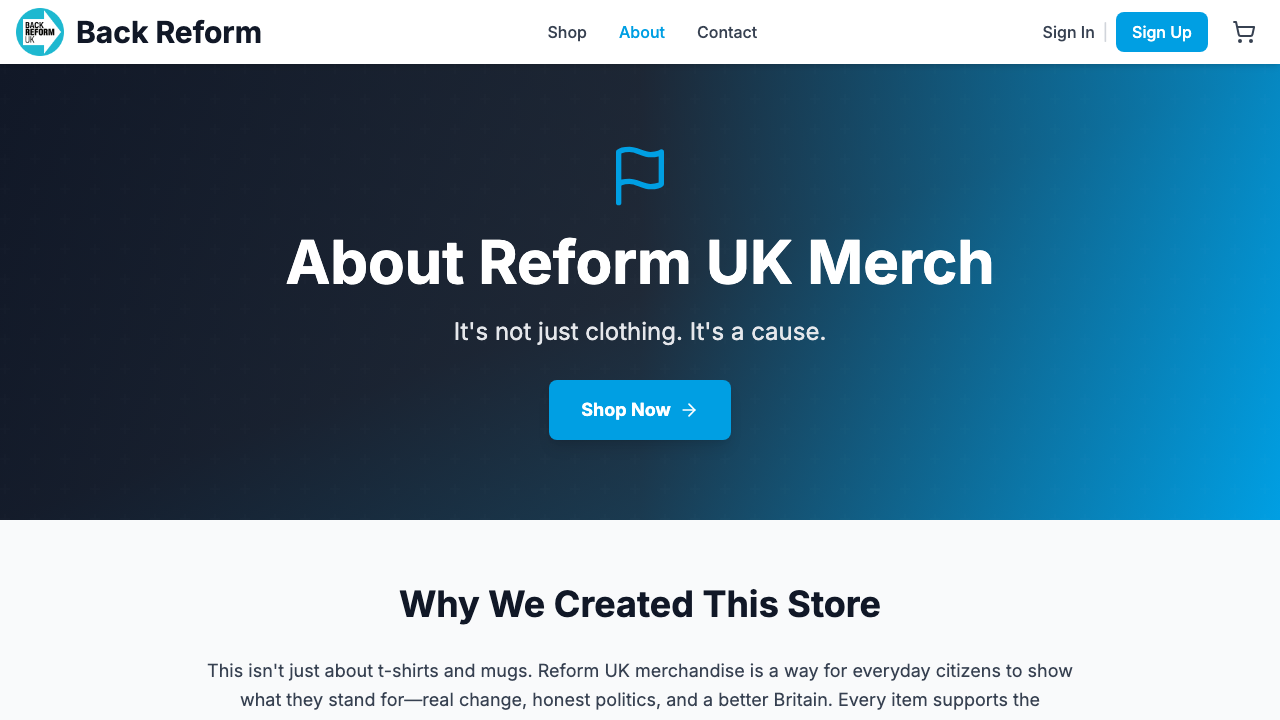 BACK
REFORM
UK
Back Reform
Shop
About
Contact
Sign In
Sign Up
About Reform UK Merch
It's not just clothing. It's a cause.
Shop Now
Why We Created This Store
This isn't just about t-shirts and mugs. Reform UK merchandise is a way for everyday citizens to show
what they stand for—real change, honest politics, and a better Britain. Every item supports the